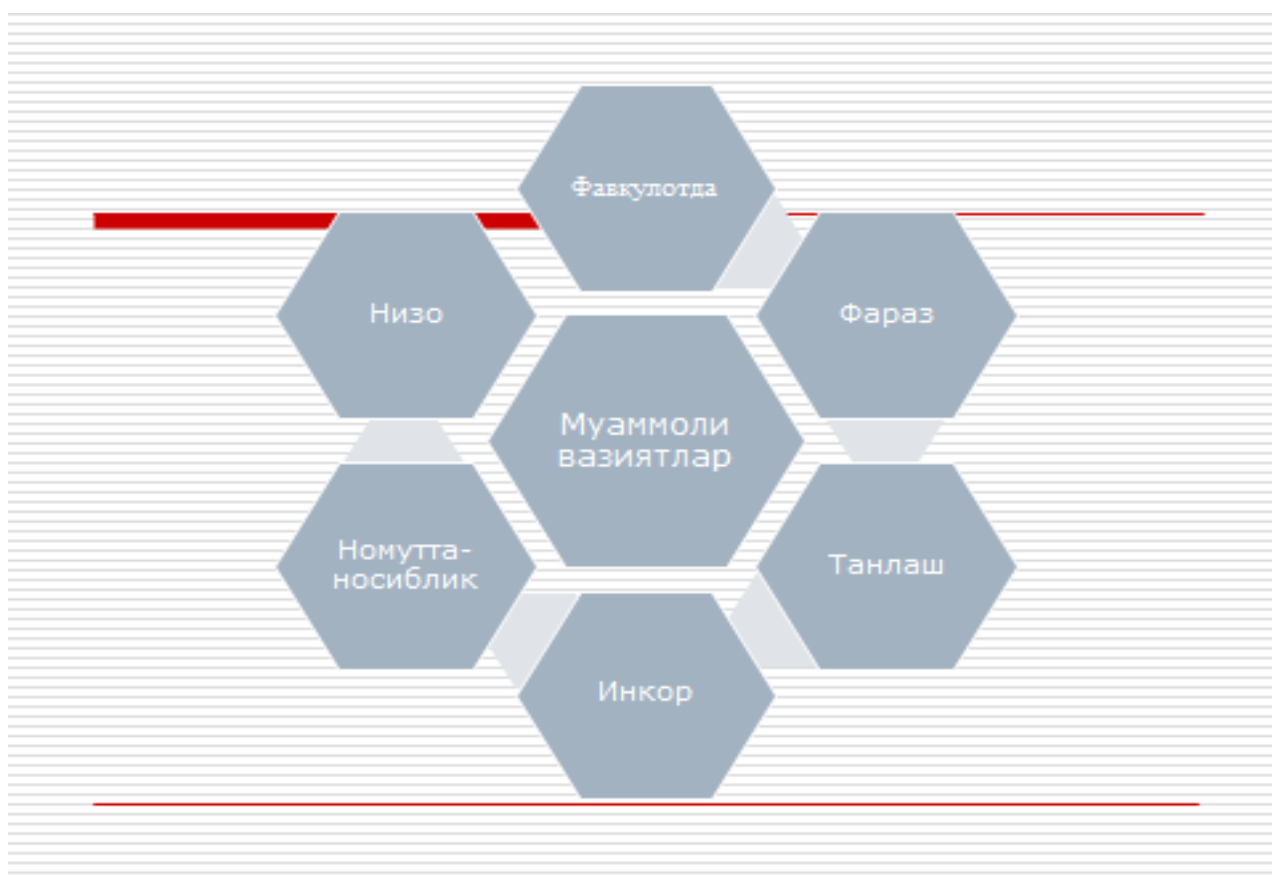 Фавкулотда
Низо
Фараз
Муаммоли
вазиятлар
Номутта-
носиблик
Танлаш
Инкор